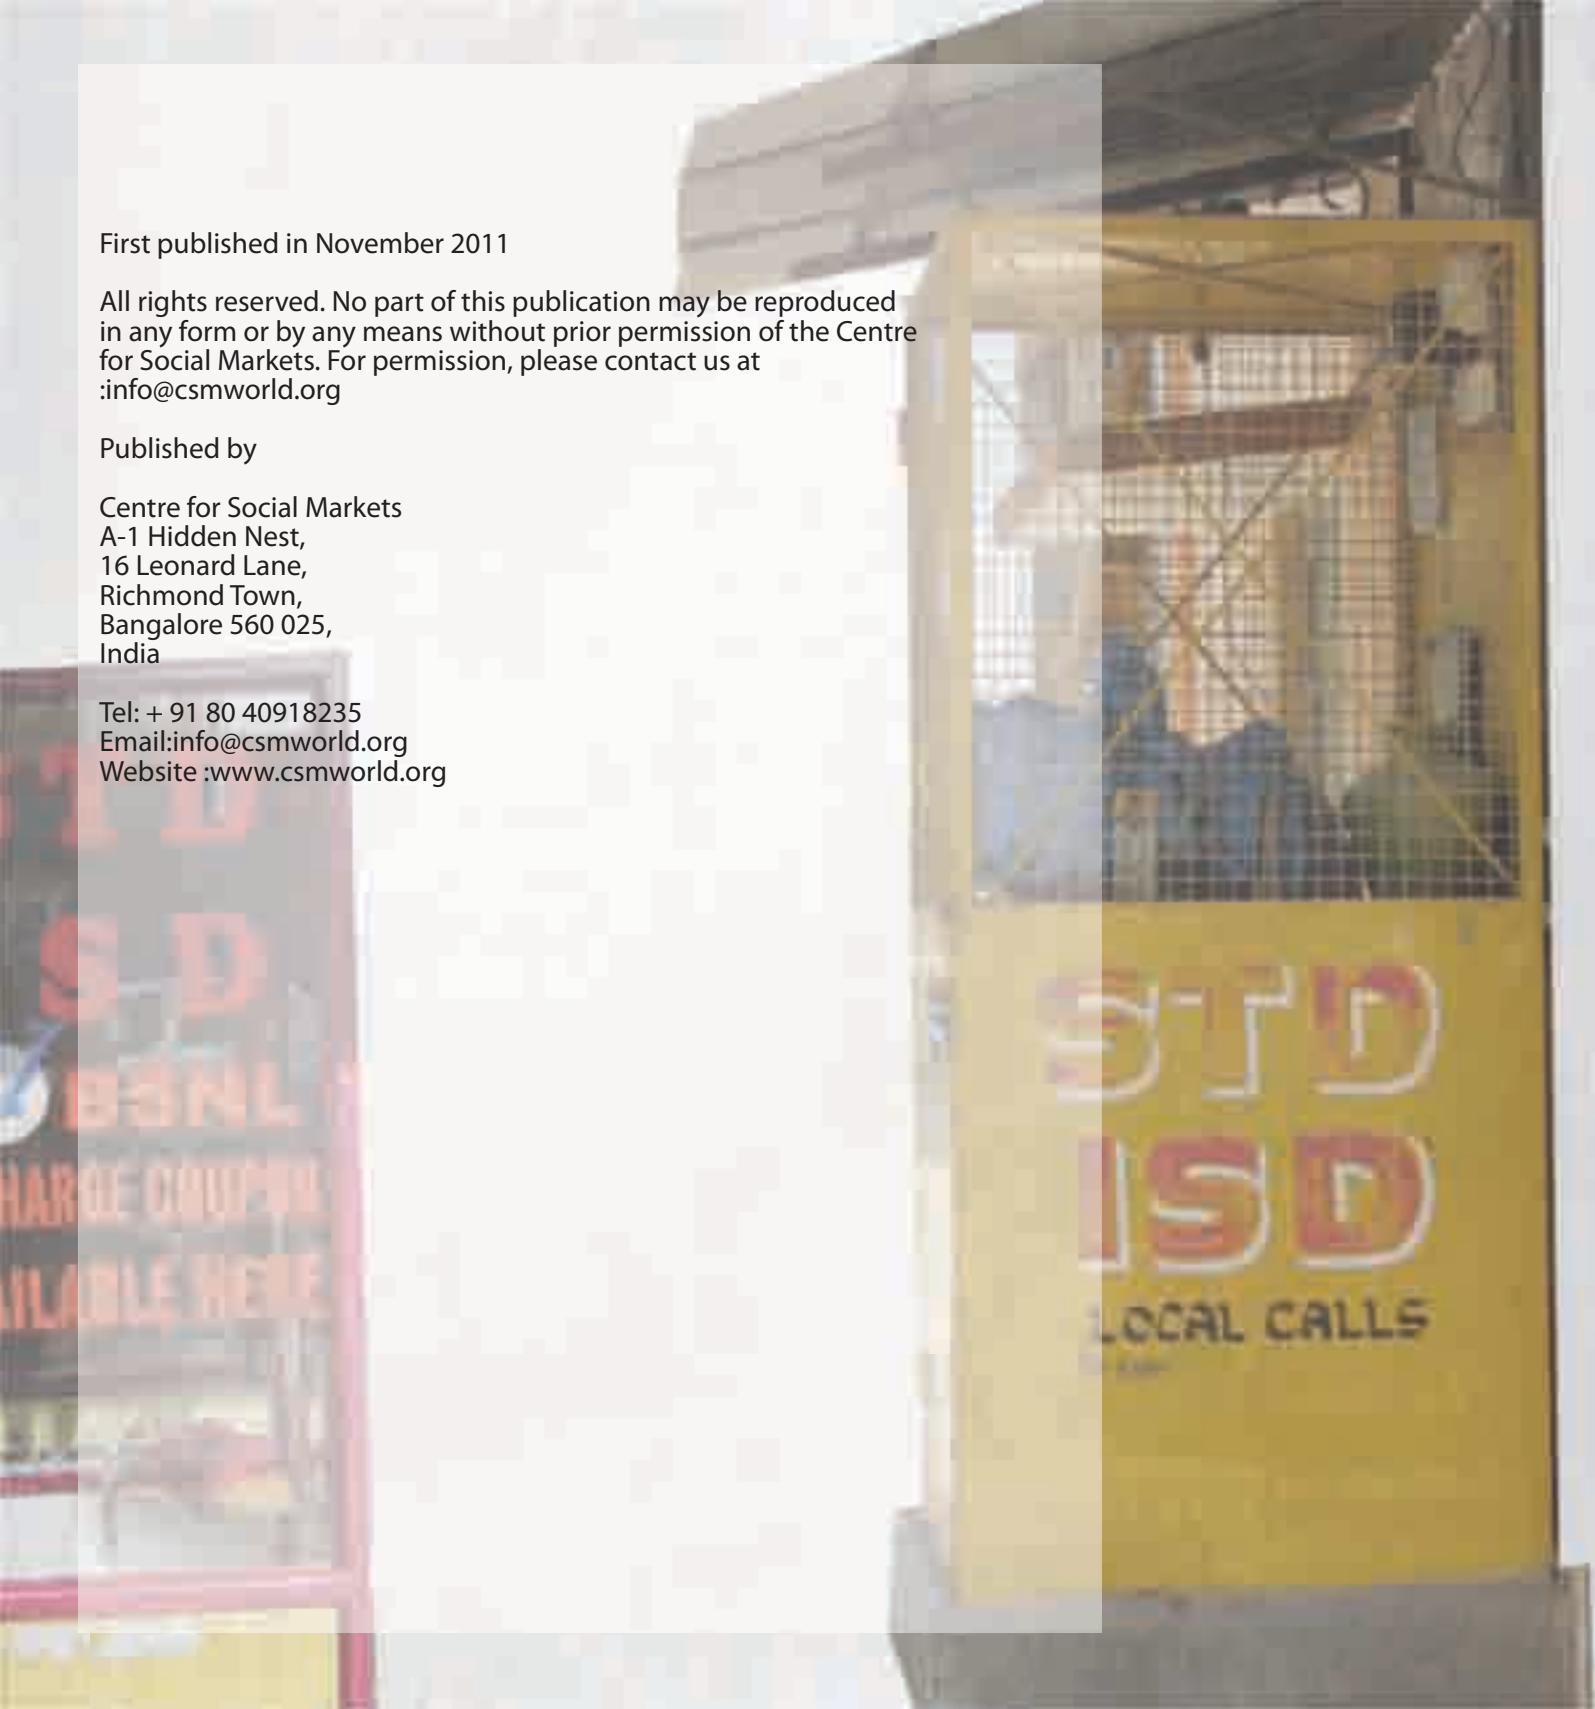 First published in November 2011
All rights reserved. No part of this publication may be reproduced
in any form or by any means without prior permission of the Centre
for Social Markets. For permission, please contact us at
:info@csmworld.org
Published by
Centre for Social Markets
A-1 Hidden Nest,
16 Leonard Lane,
Richmond Town,
Bangalore 560 025,
India
Tel: + 91 80 40918235
Email:info@csmworld.org
Website :www.csmworld.org
STD
S D
BSNL
HARGE COUPON
AILABLE HERE
STD
ISD
LOCAL CALLS